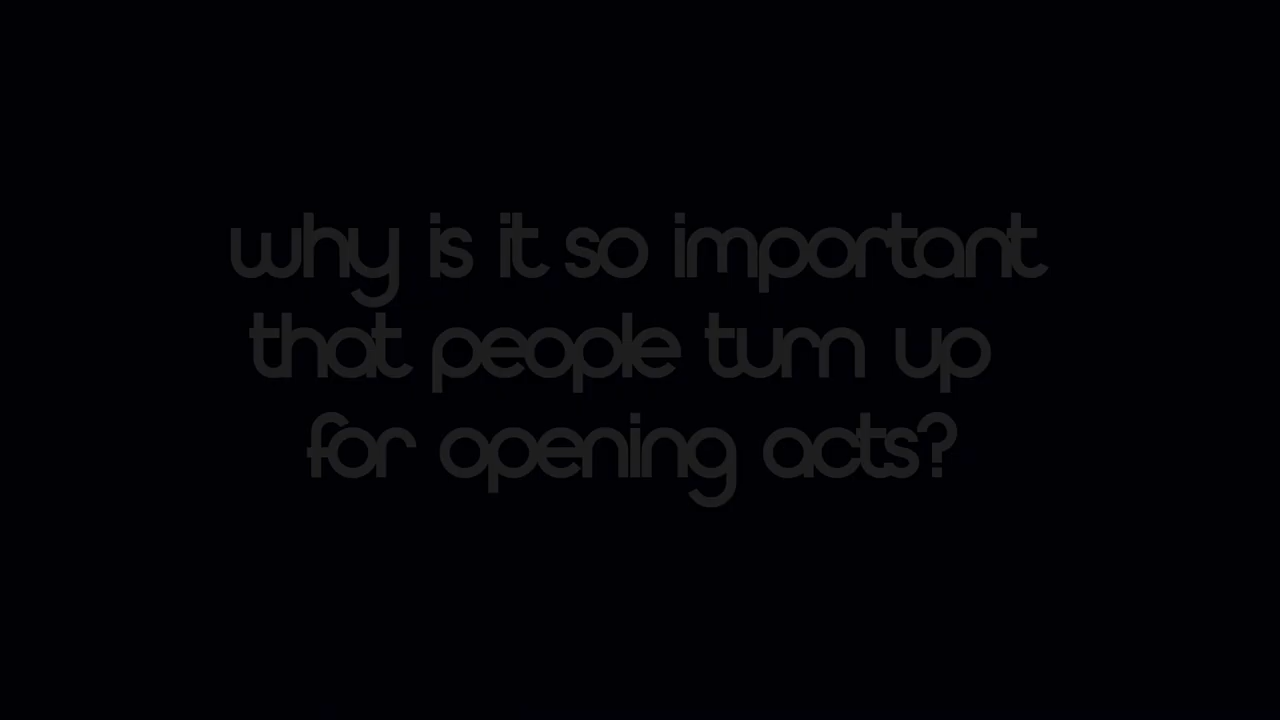 why is it so important
that people turn up
for opening acts?